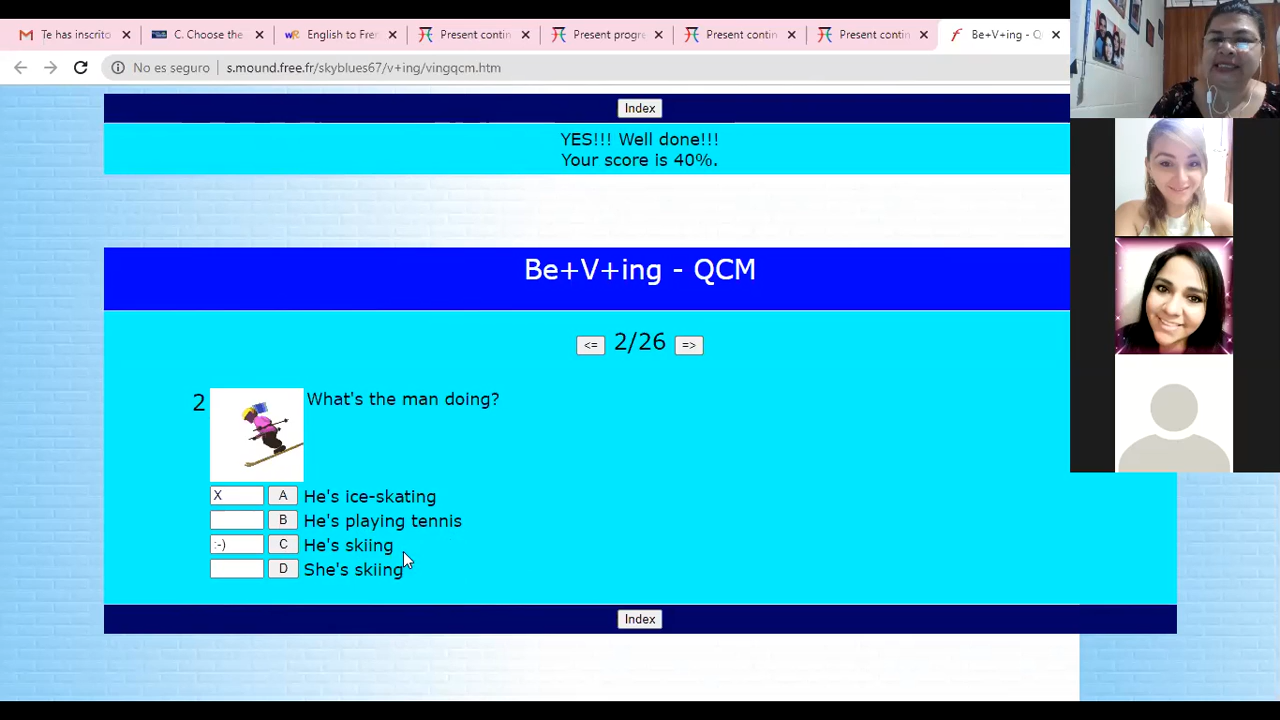 Te has inscrito
C. Choose the
English to Fren
Present contin
Present progre
Present contin
Present contin
Be+V+ing - Q
No es seguro
s.mound.free.fr/skyblues67/v+ing/vingqcm.htm
Index
YES!!! Well done!!!
Your score is 40%.
Be+V+ing - QCM
<= 2/26 =>
2 What's the man doing?
X A He's ice-skating
B He's playing tennis
:-) C He's skiing
D She's skiing
Index